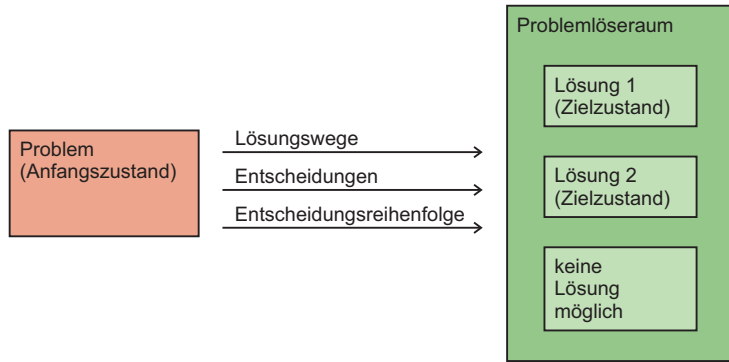 Problemlöseraum
Lösung 1
(Zielzustand)
Problem
(Anfangszustand)
Lösungswege
Entscheidungen
Entscheidungsreihenfolge
Lösung 2
(Zielzustand)
keine
Lösung
möglich